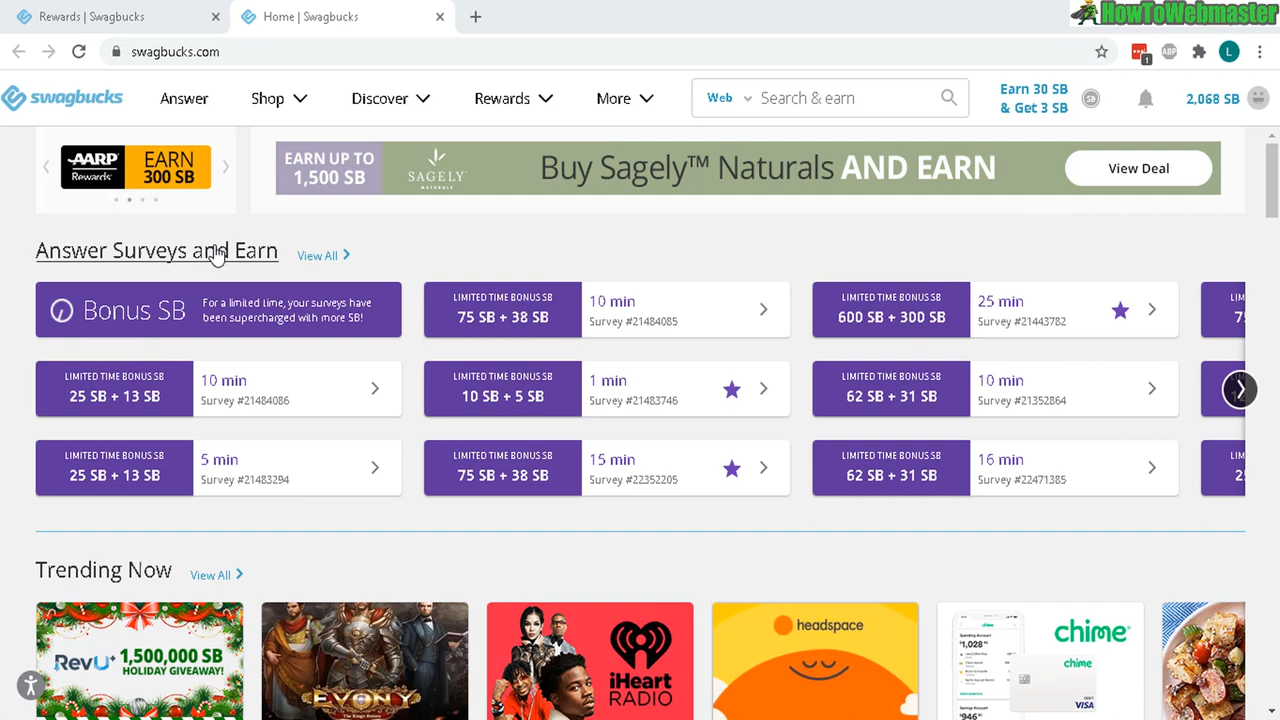 Rewards | Swagbucks
Home | Swagbucks
HowToWebmaster
swagbucks.com
1
ABP
L
swagbucks
Answer
Shop
Discover
Rewards
More
Web
Search & earn
Earn 30 SB
& Get 3 SB
SB
2,068 SB
AARP
Rewards
EARN
300 SB
EARN UP TO
1,500 SB
SAGELY
NATURALS
Buy Sagely™ Naturals AND EARN
View Deal
Answer Surveys and Earn
View All
Bonus SB
For a limited time, your surveys have
been supercharged with more SB!
LIMITED TIME BONUS SB
75 SB + 38 SB
10 min
Survey #21484085
LIMITED TIME BONUS SB
600 SB + 300 SB
25 min
Survey #21443782
LIMITED TIME BONUS SB
25 SB + 13 SB
10 min
Survey #21484086
LIMITED TIME BONUS SB
10 SB + 5 SB
1 min
Survey #21483746
LIMITED TIME BONUS SB
62 SB + 31 SB
10 min
Survey #21352864
LIMITED TIME BONUS SB
25 SB + 13 SB
5 min
Survey #21483294
LIMITED TIME BONUS SB
75 SB + 38 SB
15 min
Survey #22352205
LIMITED TIME BONUS SB
62 SB + 31 SB
16 min
Survey #22471385
Trending Now
View All
RevU+
1,500,000 SB
HOLIDAY GIVEAWAY!
iHeart
RADIO
headspace
chime
$1,028
$946
chime
DEBIT
VISA